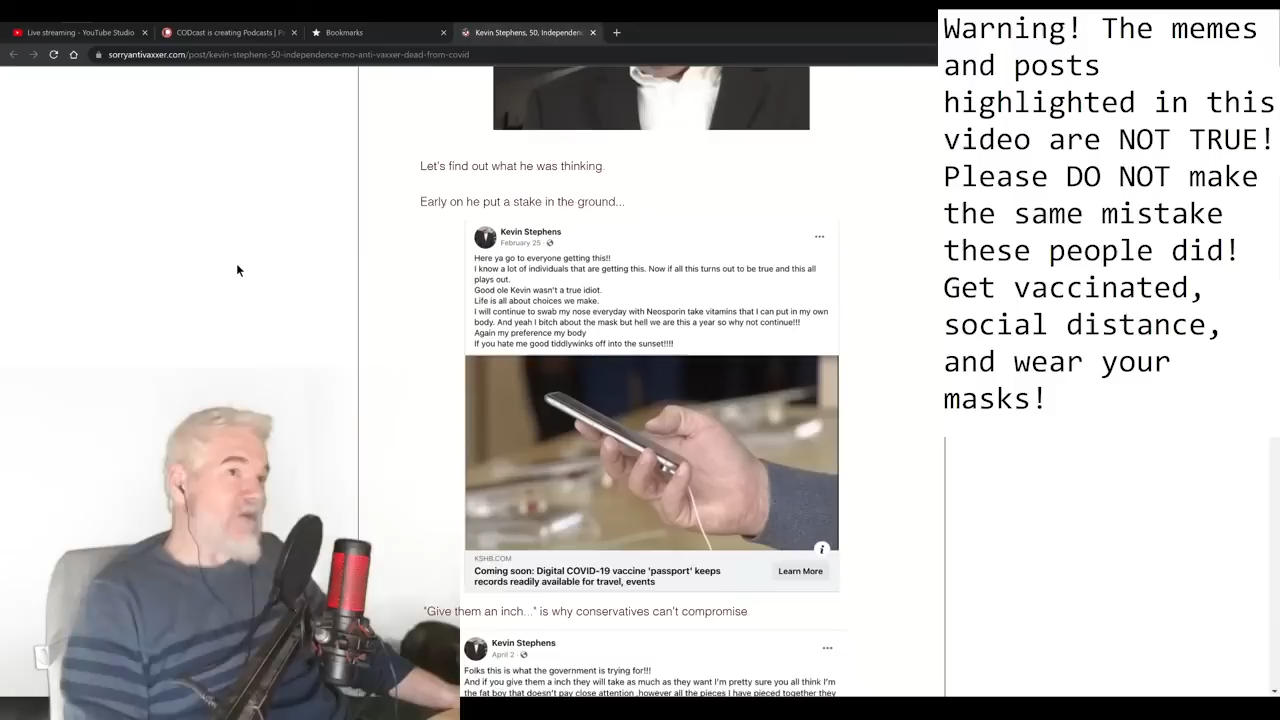 Live streaming - YouTube Studio
CODcast is creating Podcasts | P
Bookmarks
Kevin Stephens, 50, Independenc
sorryantivaxxer.com/post/kevin-stephens-50-independence-mo-anti-vaxxer-dead-from-covid
Let's find out what he was thinking.
Early on he put a stake in the ground...
Kevin Stephens
February 25 ·
Here ya go to everyone getting this!!
I know a lot of individuals that are getting this. Now if all this turns out to be true and this all
plays out.
Good ole Kevin wasn't a true idiot.
Life is all about choices we make.
I will continue to swab my nose everyday with Neosporin take vitamins that I can put in my own
body. And yeah I bitch about the mask but hell we are this a year so why not continue!!!
Again my preference my body
If you hate me good tiddlywinks off into the sunset!!!!
KSHB.COM
Coming soon: Digital COVID-19 vaccine 'passport' keeps
records readily available for travel, events
Learn More
"Give them an inch..." is why conservatives can't compromise.
Kevin Stephens
April 2 ·
Folks this is what the government is trying for!!!
And if you give them a inch they will take as much as they want I'm pretty sure you all think I'm
the fat boy that doesn't pay close attention ,however all the pieces I have pieced together they
Warning! The memes
and posts
highlighted in this
video are NOT TRUE!
Please DO NOT make
the same mistake
these people did!
Get vaccinated,
social distance,
and wear your
masks!